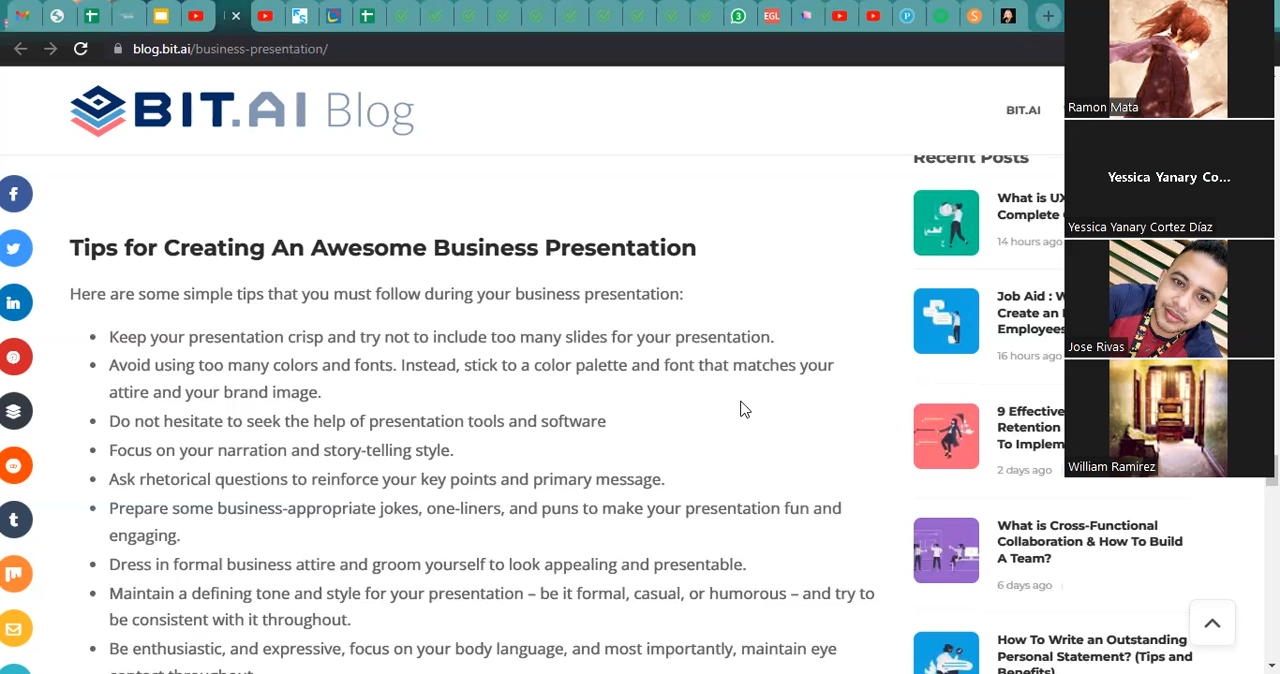 blog.bit.ai/business-presentation/
3
EGL
BIT.AI Blog
BIT.AI
Recent Posts
What is UX
Complete
14 hours ago
Job Aid : W
Create an
Employees
16 hours ago
9 Effective
Retention
To Implem
2 days ago
What is Cross-Functional
Collaboration & How To Build
A Team?
6 days ago
How To Write an Outstanding
Personal Statement? (Tips and
Benefits)
Tips for Creating An Awesome Business Presentation
Here are some simple tips that you must follow during your business presentation:
Keep your presentation crisp and try not to include too many slides for your presentation.
Avoid using too many colors and fonts. Instead, stick to a color palette and font that matches your
attire and your brand image.
Do not hesitate to seek the help of presentation tools and software
Focus on your narration and story-telling style.
Ask rhetorical questions to reinforce your key points and primary message.
Prepare some business-appropriate jokes, one-liners, and puns to make your presentation fun and
engaging.
Dress in formal business attire and groom yourself to look appealing and presentable.
Maintain a defining tone and style for your presentation – be it formal, casual, or humorous – and try to
be consistent with it throughout.
Be enthusiastic, and expressive, focus on your body language, and most importantly, maintain eye
contact throughout.
Ramon Mata
Yessica Yanary Co...
Yessica Yanary Cortez Díaz
Jose Rivas
William Ramirez